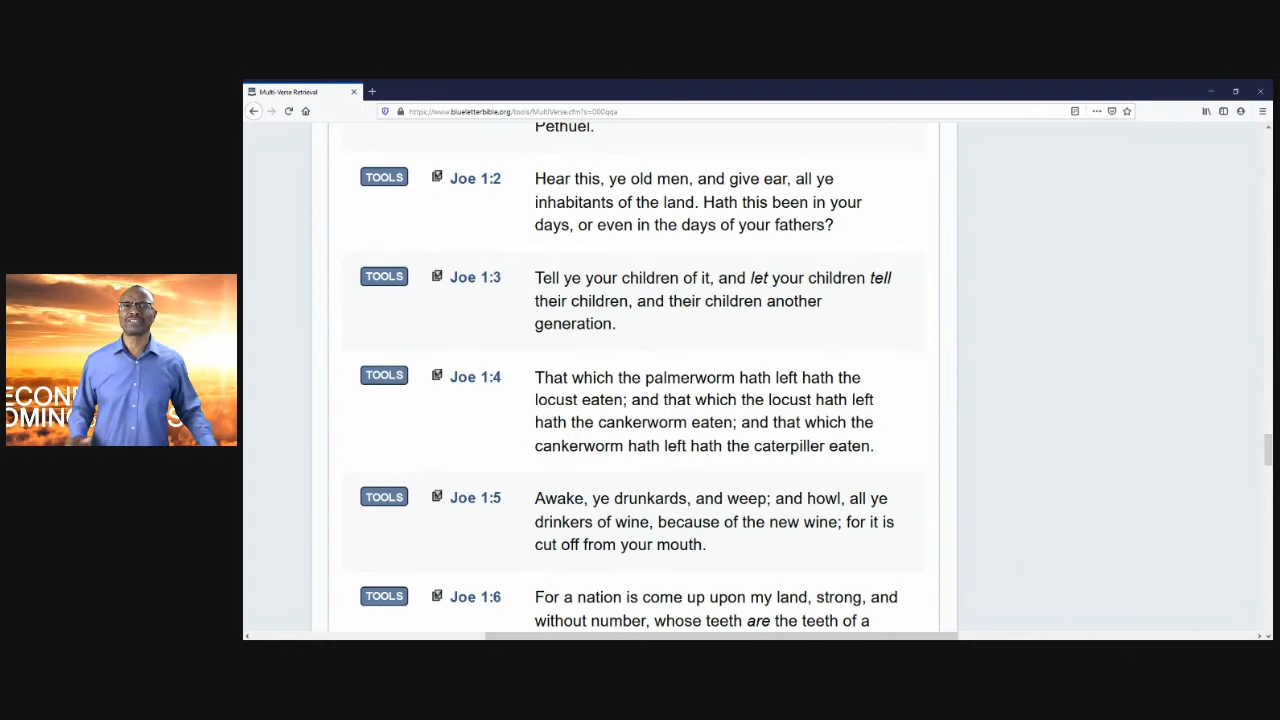 Multi-Verse Retrieval
https://www.blueletterbible.org/tools/MultiVerse.cfm?s=000qqa
Pethuel.
TOOLS Joe 1:2 Hear this, ye old men, and give ear, all ye
inhabitants of the land. Hath this been in your
days, or even in the days of your fathers?
TOOLS Joe 1:3 Tell ye your children of it, and let your children tell
their children, and their children another
generation.
TOOLS Joe 1:4 That which the palmerworm hath left hath the
locust eaten; and that which the locust hath left
hath the cankerworm eaten; and that which the
cankerworm hath left hath the caterpiller eaten.
TOOLS Joe 1:5 Awake, ye drunkards, and weep; and howl, all ye
drinkers of wine, because of the new wine; for it is
cut off from your mouth.
TOOLS Joe 1:6 For a nation is come up upon my land, strong, and
without number, whose teeth are the teeth of a
ECON
OMING S